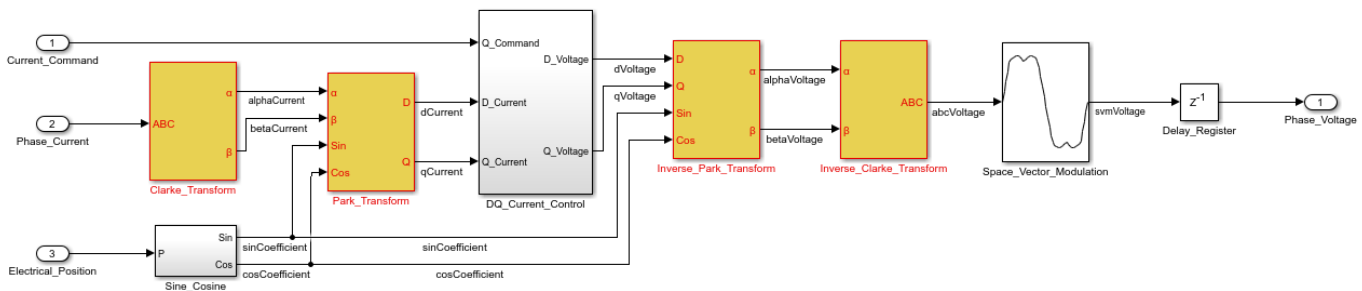 1
Current_Command
2
Phase_Current
3
Electrical_Position
ABC
α
β
Clarke_Transform
alphaCurrent
betaCurrent
P
Sin
Cos
Sine_Cosine
sinCoefficient
cosCoefficient
α
β
Sin
Cos
D
Q
Park_Transform
dCurrent
qCurrent
Q_Command
D_Current
Q_Current
D_Voltage
Q_Voltage
DQ_Current_Control
sinCoefficient
cosCoefficient
dVoltage
qVoltage
D
Q
Sin
Cos
α
β
Inverse_Park_Transform
alphaVoltage
betaVoltage
α
β
ABC
Inverse_Clarke_Transform
abcVoltage
Space_Vector_Modulation
svmVoltage
z-1
Delay_Register
1
Phase_Voltage